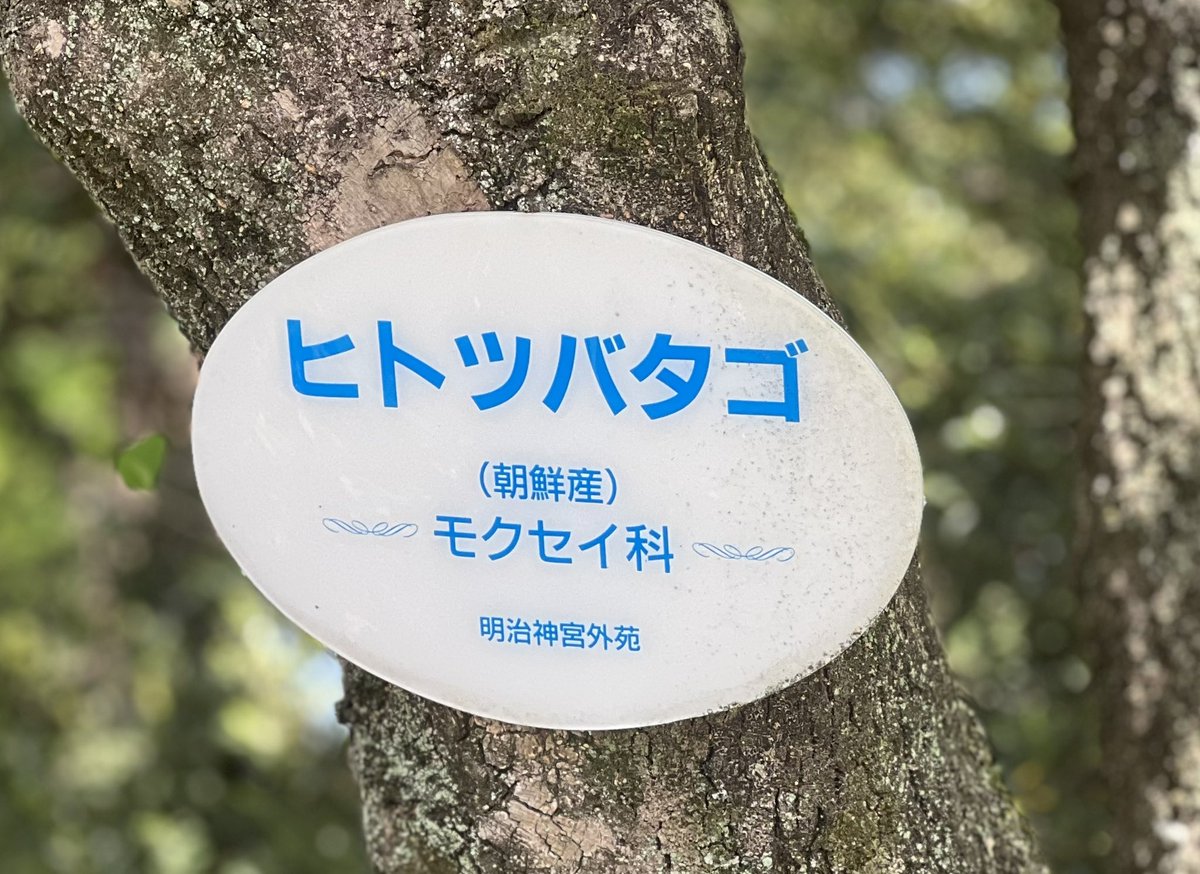 ヒトツバタゴ
(朝鮮産)
モクセイ科
明治神宮外苑